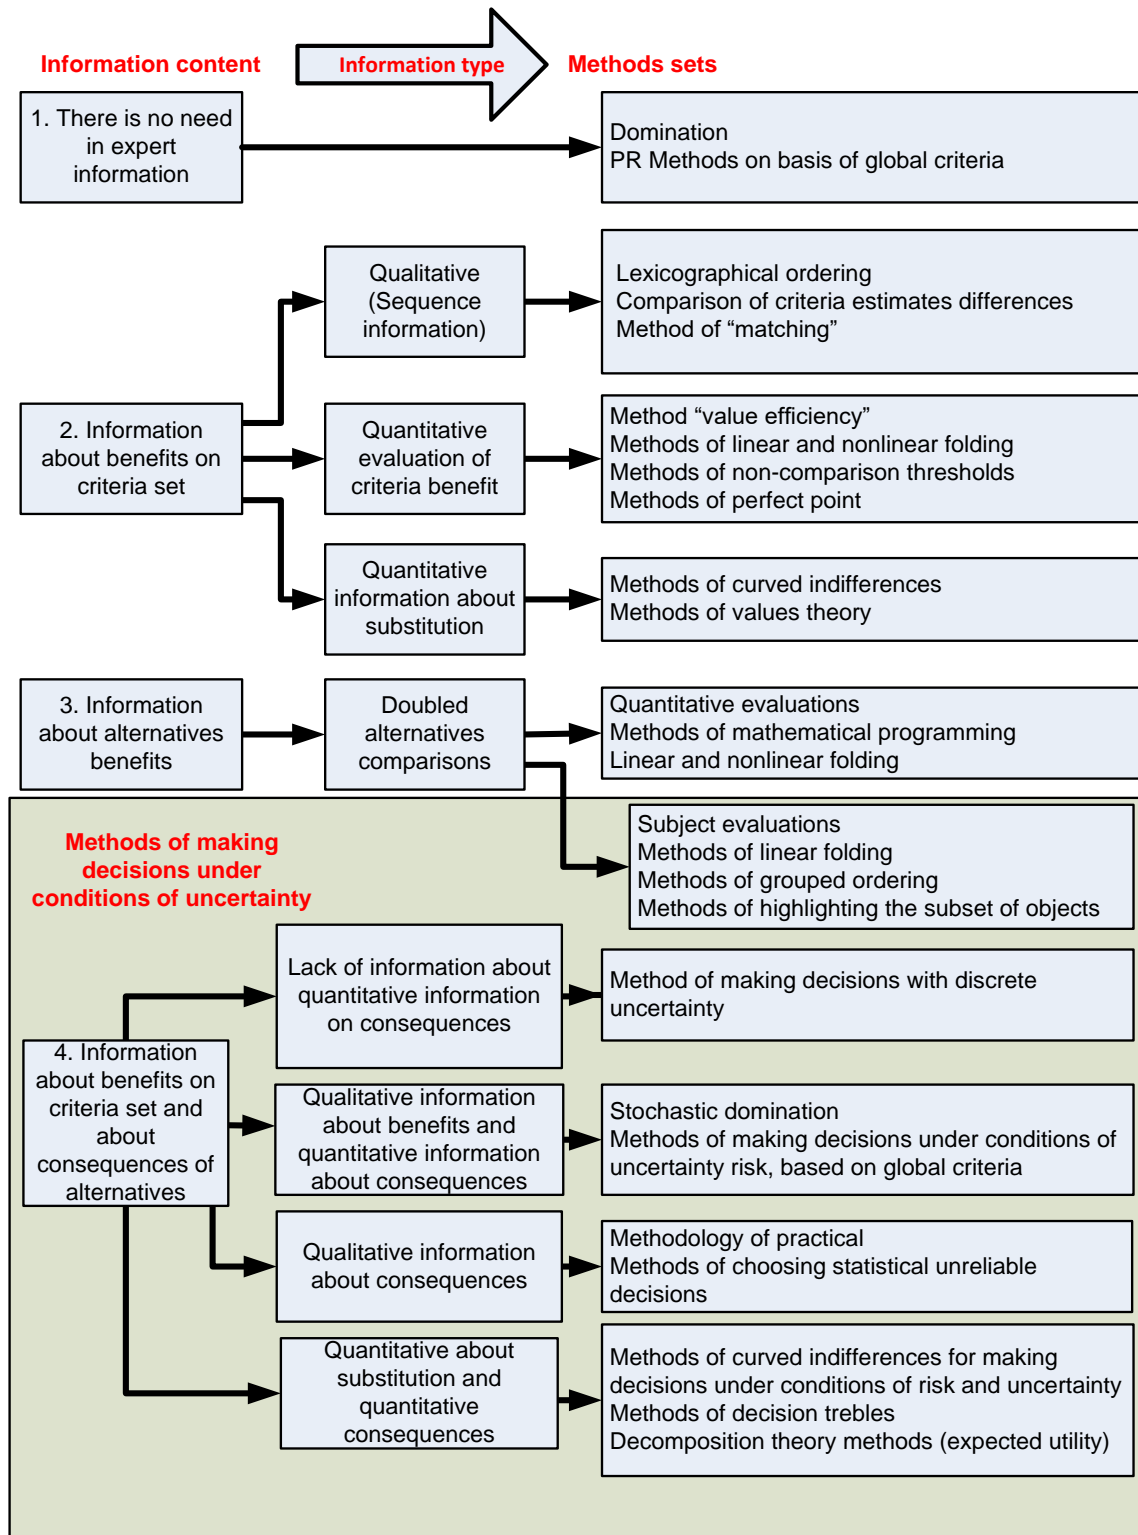 Information content
Information type
Methods sets
1. There is no need
in expert
information
Domination
PR Methods on basis of global criteria
Qualitative
(Sequence
information)
Lexicographical ordering
Comparison of criteria estimates differences
Method of “matching”
2. Information
about benefits on
criteria set
Quantitative
evaluation of
criteria benefit
Method “value efficiency”
Methods of linear and nonlinear folding
Methods of non-comparison thresholds
Methods of perfect point
Quantitative
information about
substitution
Methods of curved indifferences
Methods of values theory
3. Information
about alternatives
benefits
Doubled
alternatives
comparisons
Quantitative evaluations
Methods of mathematical programming
Linear and nonlinear folding
Methods of making
decisions under
conditions of uncertainty
Subject evaluations
Methods of linear folding
Methods of grouped ordering
Methods of highlighting the subset of objects
Lack of information about
quantitative information
on consequences
Method of making decisions with discrete
uncertainty
4. Information
about benefits on
criteria set and
about
consequences of
alternatives
Qualitative information
about benefits and
quantitative information
about consequences
Stochastic domination
Methods of making decisions under conditions of
uncertainty risk, based on global criteria
Qualitative information
about consequences
Methodology of practical
Methods of choosing statistical unreliable
decisions
Quantitative about
substitution and
quantitative
consequences
Methods of curved indifferences for making
decisions under conditions of risk and uncertainty
Methods of decision trebles
Decomposition theory methods (expected utility)